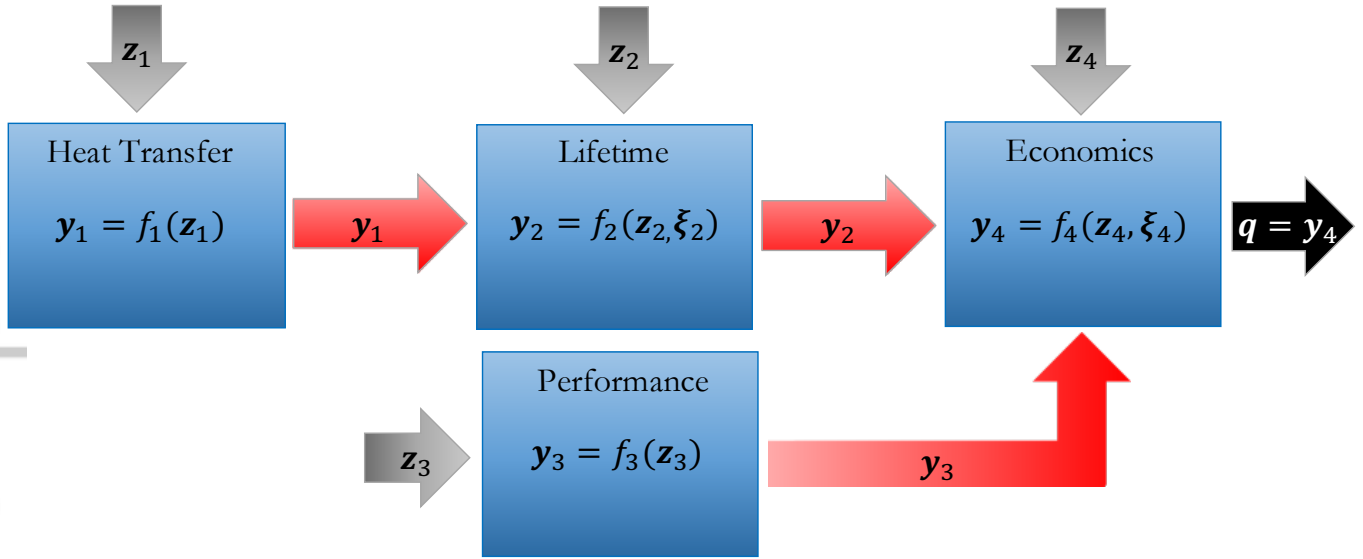 𝒛₁
𝒛₂
𝒛₄
Heat Transfer
𝒚₁ = 𝑓₁(𝒛₁)
𝒚₁
Lifetime
𝒚₂ = 𝑓₂(𝒛₂,𝝃₂)
𝒚₂
Economics
𝒚₄ = 𝑓₄(𝒛₄, 𝝃₄)
𝒒 = 𝒚₄
𝒛₃
Performance
𝒚₃ = 𝑓₃(𝒛₃)
𝒚₃